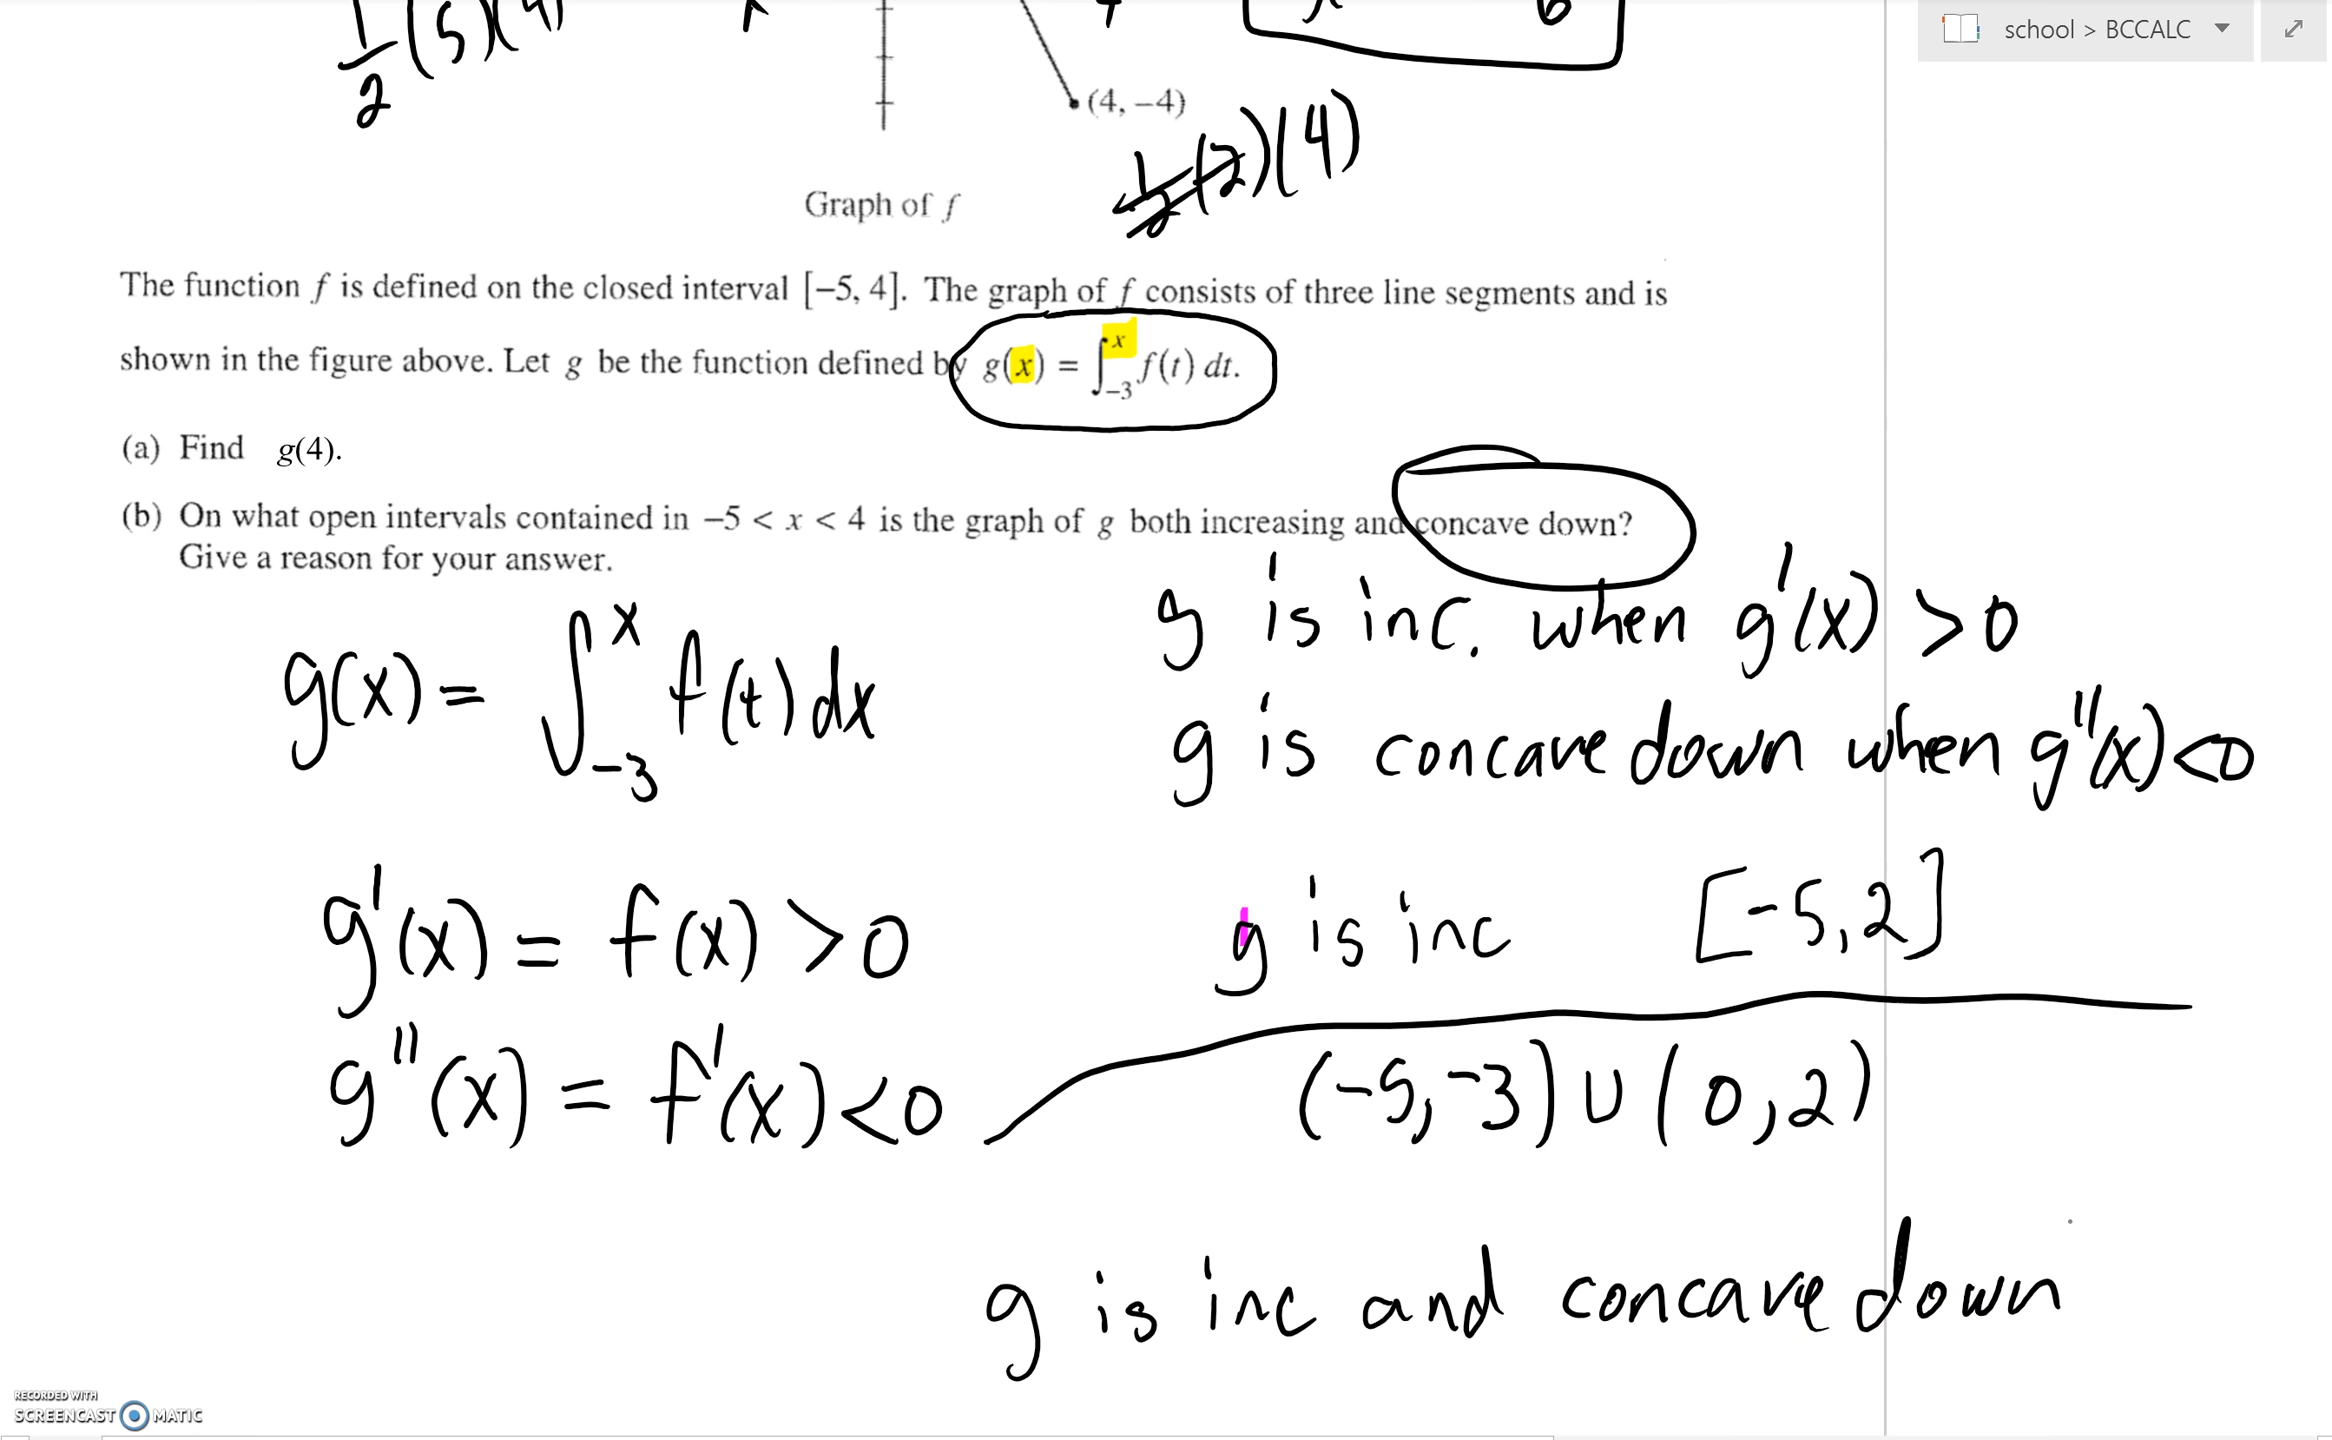 1/2 (5)(4)
school > BCCALC
(4, −4)
1/2(2)(4)
Graph of f
The function f is defined on the closed interval [−5, 4]. The graph of f consists of three line segments and is
shown in the figure above. Let g be the function defined by g(x) = ∫_{−3}^{x} f(t) dt.
(a) Find g(4).
(b) On what open intervals contained in −5 < x < 4 is the graph of g both increasing and concave down?
Give a reason for your answer.
g is inc. when g'(x) > 0
g(x) = ∫_{-3}^{x} f(t) dx
g is concave down when g''(x) < 0
g'(x) = f(x) > 0
g is inc [-5, 2]
g''(x) = f'(x) < 0
(-5, -3) ∪ (0, 2)
g is inc and concave down
RECORDED WITH
SCREENCAST MATIC